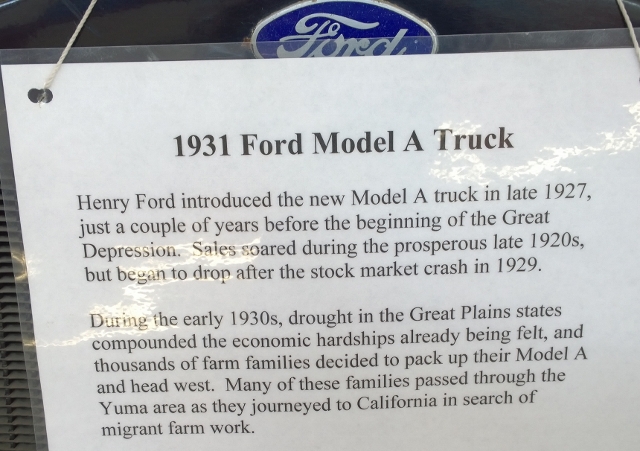 Ford
1931 Ford Model A Truck
Henry Ford introduced the new Model A truck in late 1927,
just a couple of years before the beginning of the Great
Depression. Sales soared during the prosperous late 1920s,
but began to drop after the stock market crash in 1929.
During the early 1930s, drought in the Great Plains states
compounded the economic hardships already being felt, and
thousands of farm families decided to pack up their Model A
and head west. Many of these families passed through the
Yuma area as they journeyed to California in search of
migrant farm work.